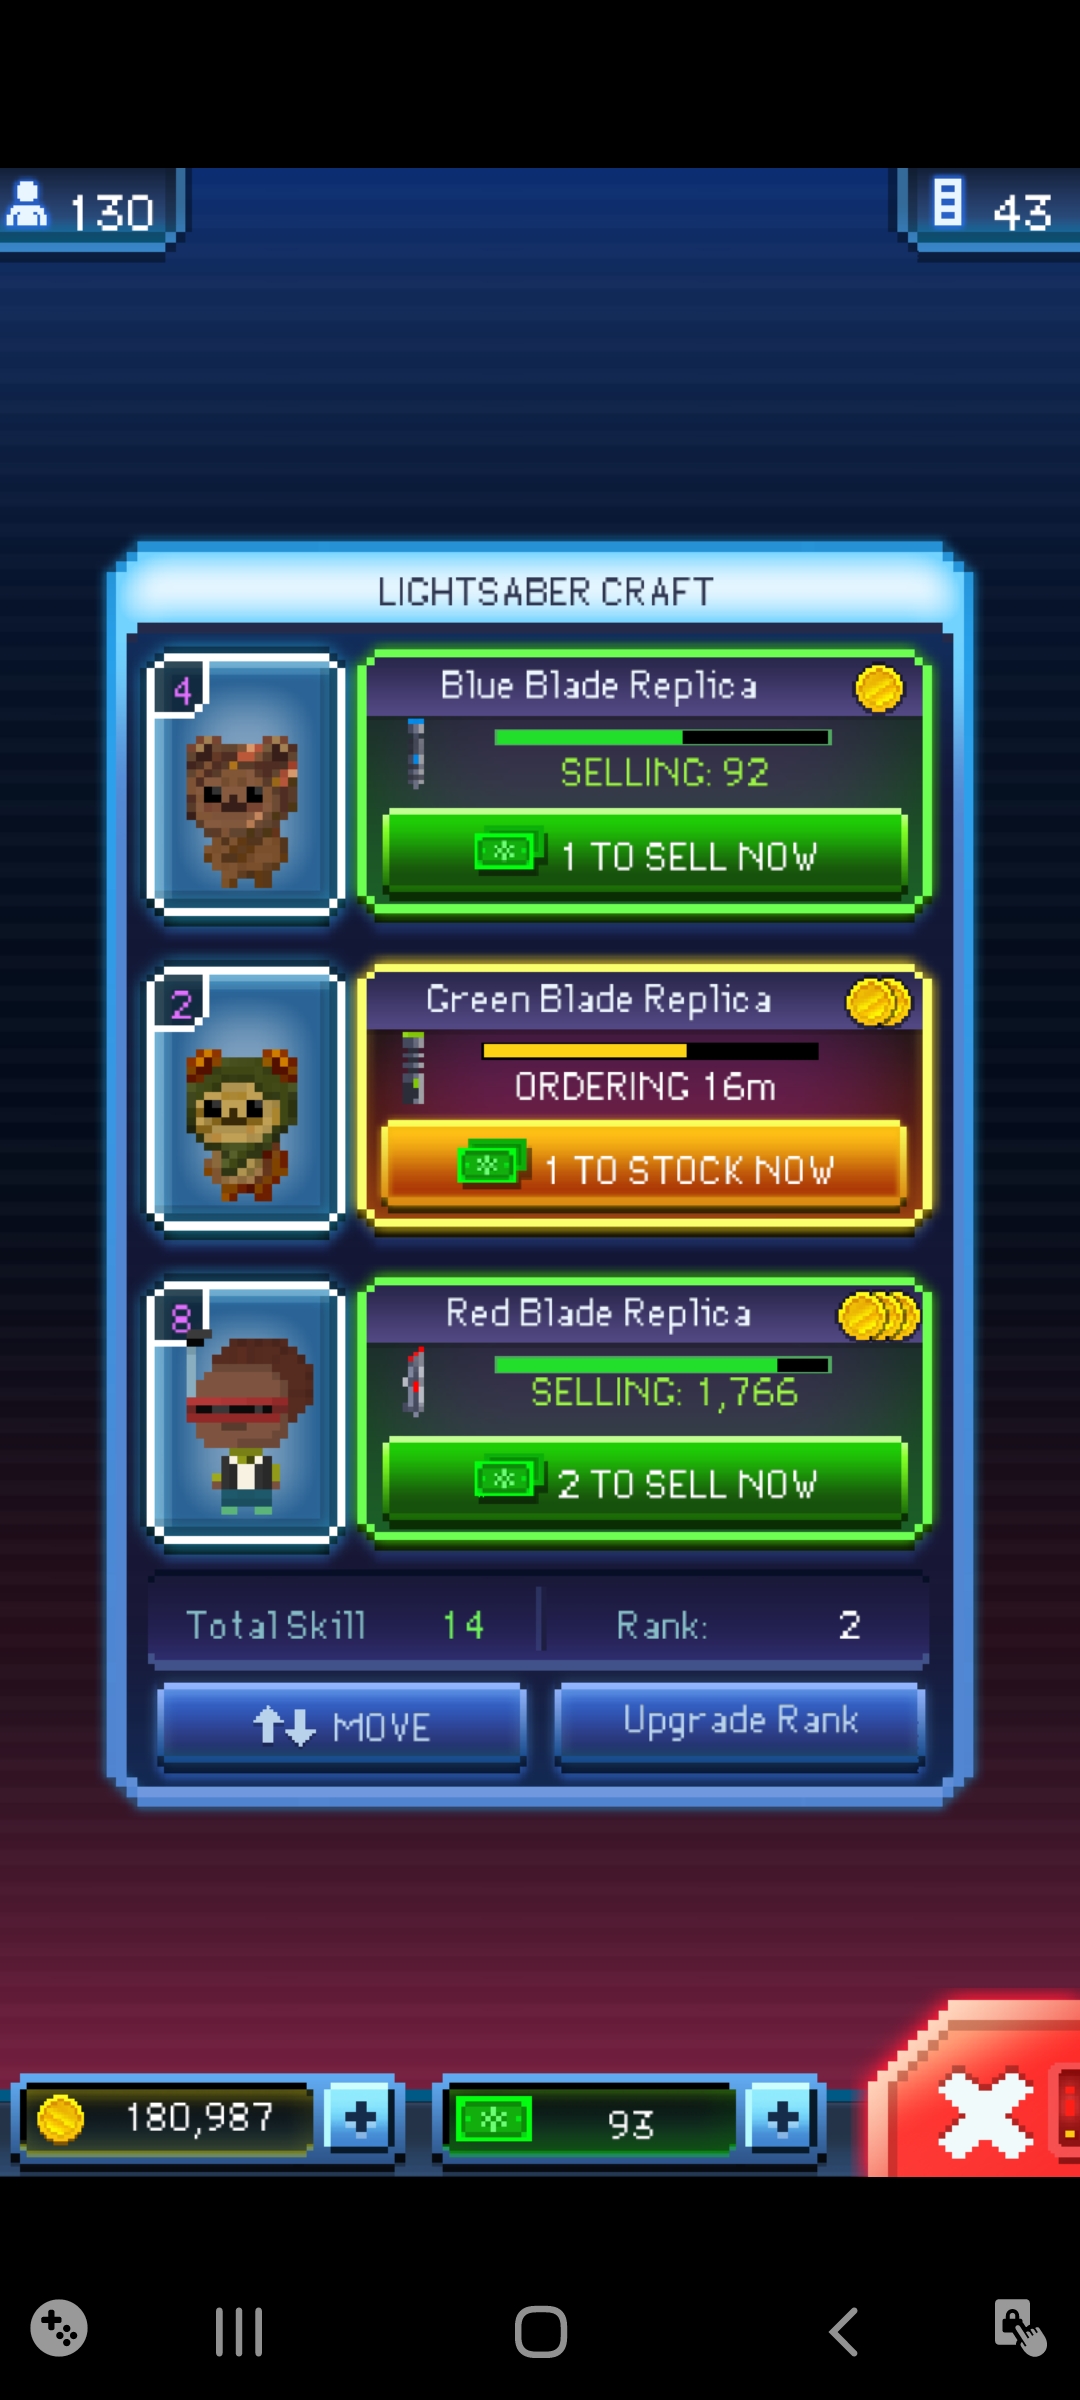 130
43
LIGHTSABER CRAFT
4
Blue Blade Replica
SELLING: 92
1 TO SELL NOW
2
Green Blade Replica
ORDERING 16m
1 TO STOCK NOW
8
Red Blade Replica
SELLING: 1,766
2 TO SELL NOW
Total Skill 14 Rank: 2
MOVE Upgrade Rank
180,987 93